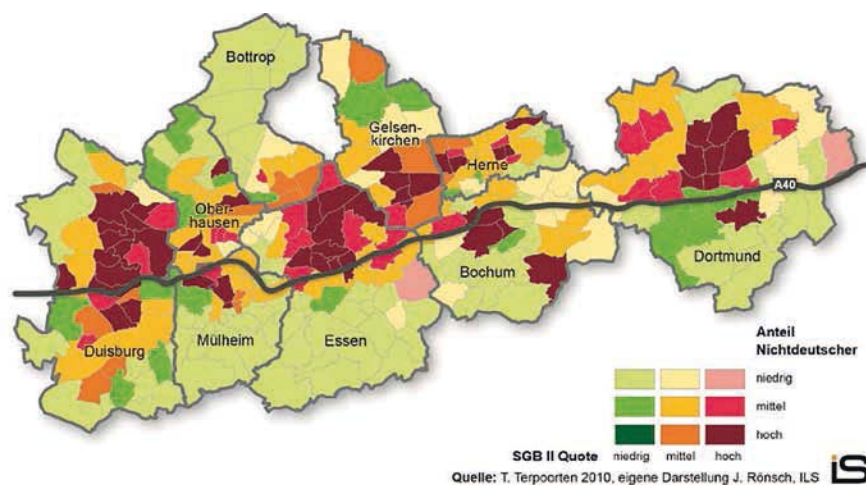 Bottrop
Gelsen-
kirchen
Herne
Ober-
hausen
A40
Bochum
Dortmund
Duisburg
Mülheim
Essen
Anteil
Nichtdeutscher
niedrig
mittel
hoch
SGB II Quote niedrig mittel hoch
Quelle: T. Terpoorten 2010, eigene Darstellung J. Rönsch, ILS
ILS